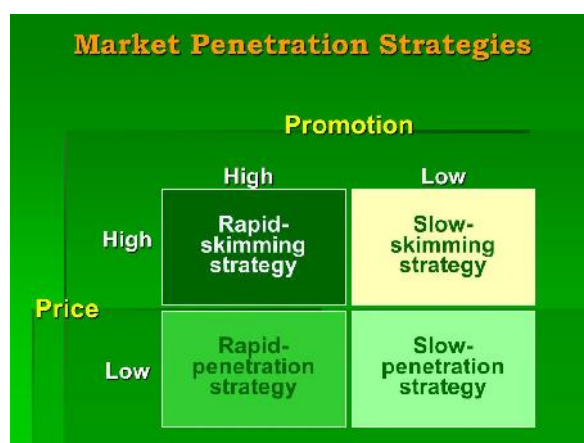 Market Penetration Strategies
Promotion
High Low
High
Rapid-
skimming
strategy
Slow-
skimming
strategy
Price
Low
Rapid-
penetration
strategy
Slow-
penetration
strategy